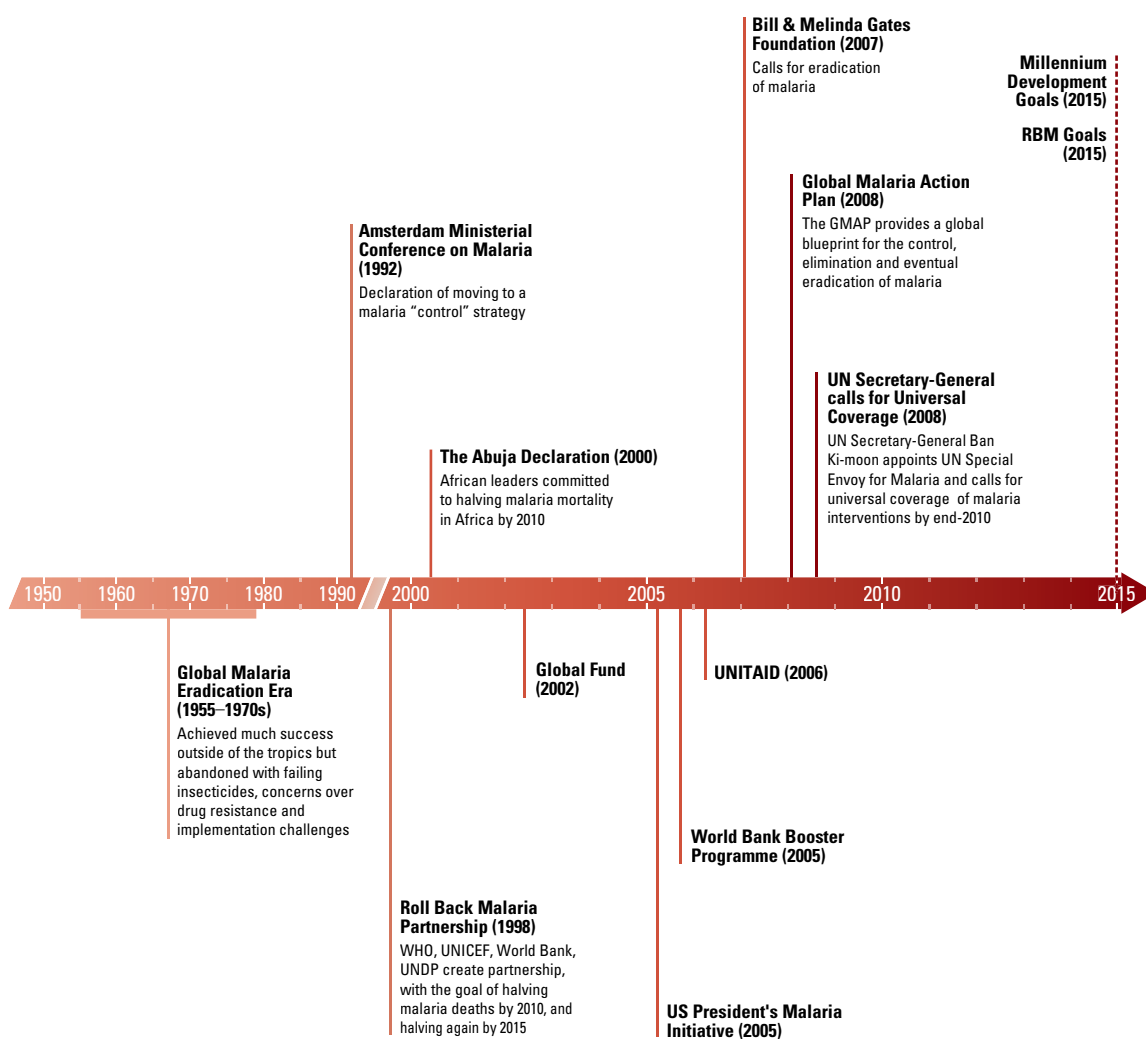 Bill & Melinda Gates
Foundation (2007)
Calls for eradication
of malaria
Millennium
Development
Goals (2015)
RBM Goals
(2015)
Global Malaria Action
Plan (2008)
The GMAP provides a global
blueprint for the control,
elimination and eventual
eradication of malaria
Amsterdam Ministerial
Conference on Malaria
(1992)
Declaration of moving to a
malaria “control” strategy
UN Secretary-General
calls for Universal
Coverage (2008)
UN Secretary-General Ban
Ki-moon appoints UN Special
Envoy for Malaria and calls for
universal coverage of malaria
interventions by end-2010
The Abuja Declaration (2000)
African leaders committed
to halving malaria mortality
in Africa by 2010
1950 1960 1970 1980 1990 2000 2005 2010 2015
Global Malaria
Eradication Era
(1955–1970s)
Achieved much success
outside of the tropics but
abandoned with failing
insecticides, concerns over
drug resistance and
implementation challenges
Global Fund
(2002)
UNITAID (2006)
World Bank Booster
Programme (2005)
Roll Back Malaria
Partnership (1998)
WHO, UNICEF, World Bank,
UNDP create partnership,
with the goal of halving
malaria deaths by 2010, and
halving again by 2015
US President's Malaria
Initiative (2005)